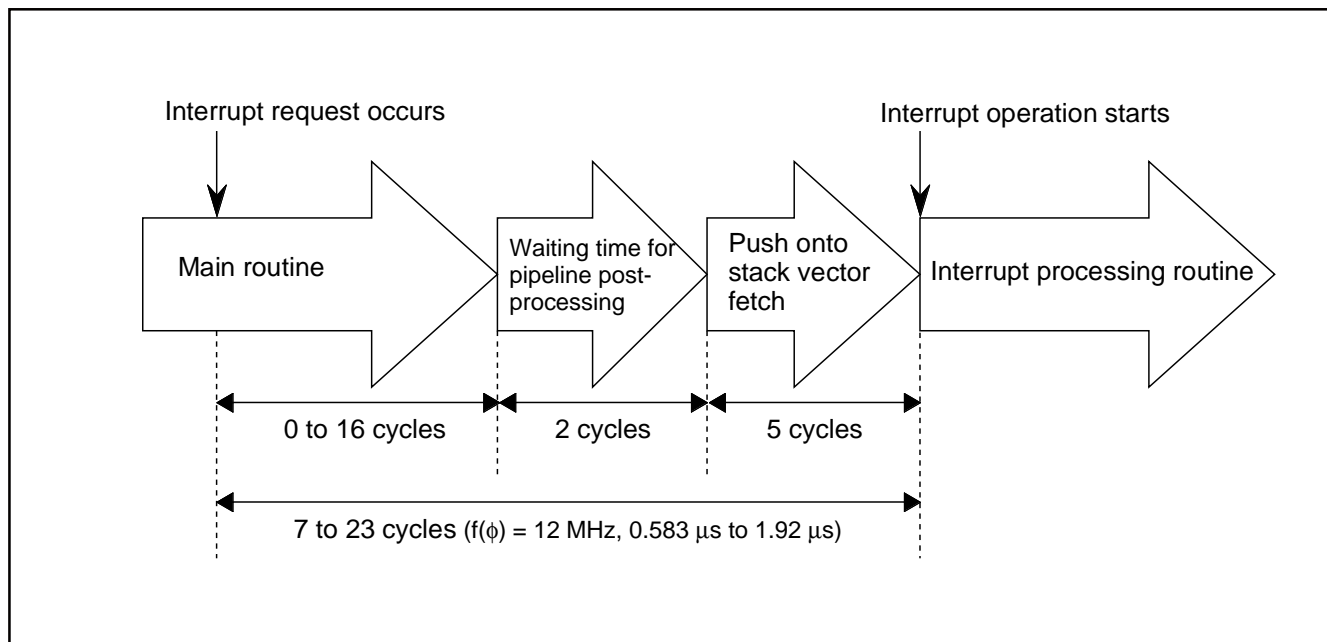 Interrupt request occurs
Interrupt operation starts
Main routine
Waiting time for
pipeline post-
processing
Push onto
stack vector
fetch
Interrupt processing routine
0 to 16 cycles
2 cycles
5 cycles
7 to 23 cycles (f(ϕ) = 12 MHz, 0.583 μs to 1.92 μs)